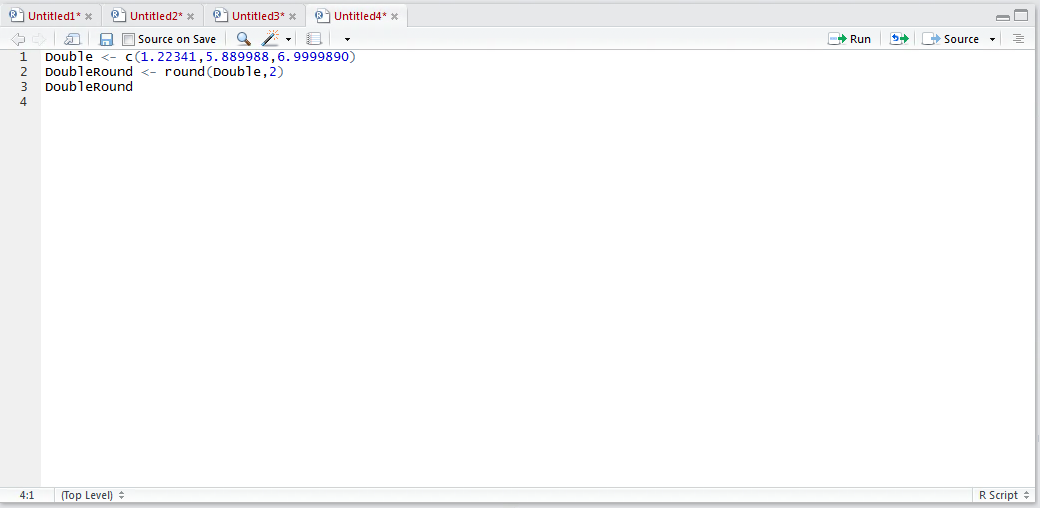 Untitled1* Untitled2* Untitled3* Untitled4*
Source on Save Run Source
1 Double <- c(1.22341,5.889988,6.9999890)
2 DoubleRound <- round(Double,2)
3 DoubleRound
4
4:1 (Top Level) R Script